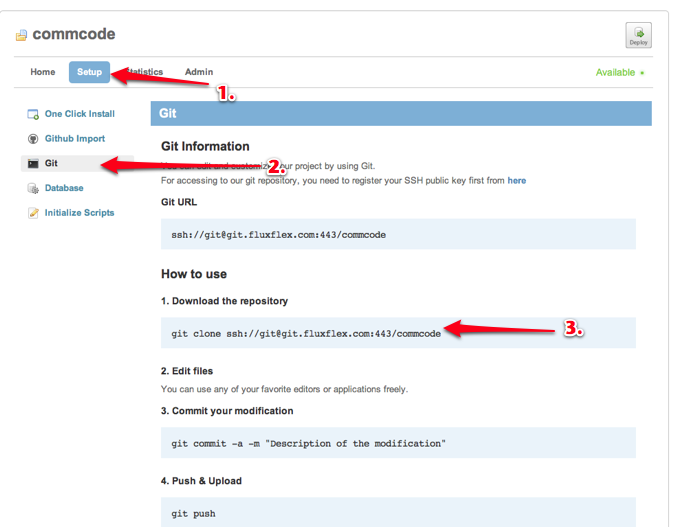 commcode
Deploy
Home Setup Statistics Admin
Available
1.
One Click Install
Github Import
Git
Database
Initialize Scripts
Git
Git Information
You can edit and customize your project by using Git.
2.
For accessing to our git repository, you need to register your SSH public key first from here
Git URL
ssh://git@git.fluxflex.com:443/commcode
How to use
1. Download the repository
git clone ssh://git@git.fluxflex.com:443/commcode
3.
2. Edit files
You can use any of your favorite editors or applications freely.
3. Commit your modification
git commit -a -m "Description of the modification"
4. Push & Upload
git push